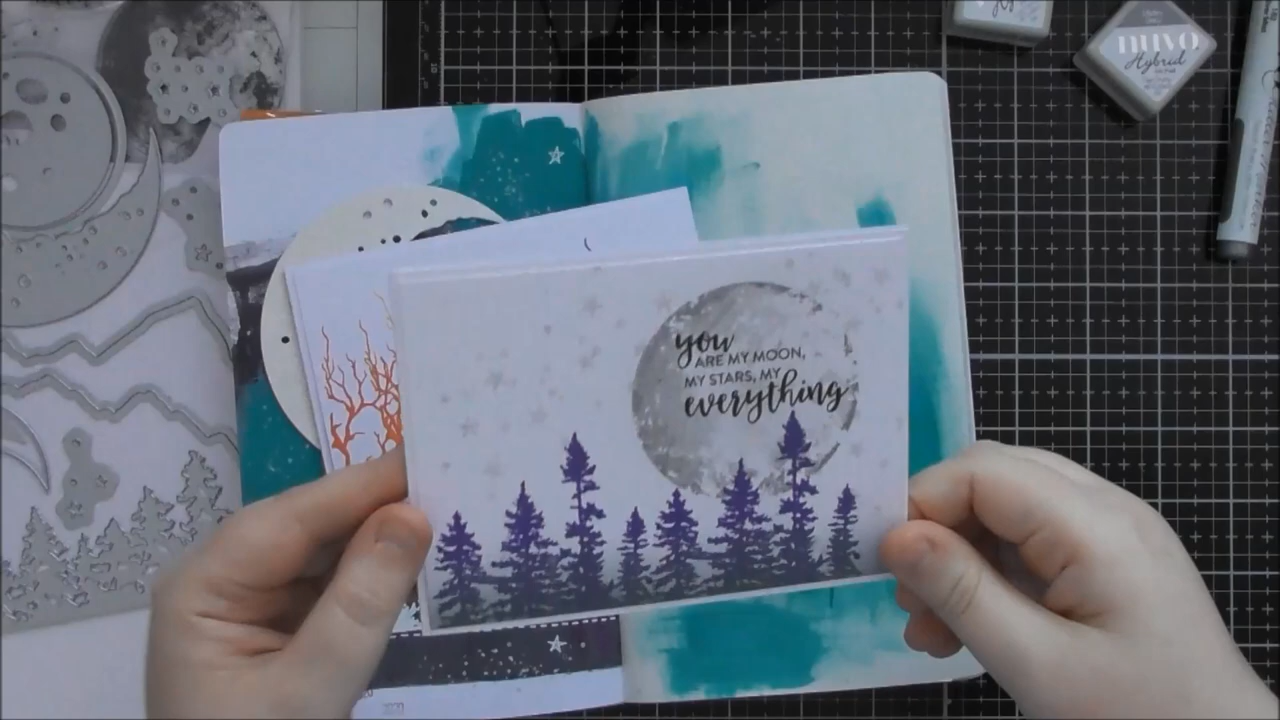 nuvo
Hybrid
you
ARE MY MOON,
MY STARS, MY
everything